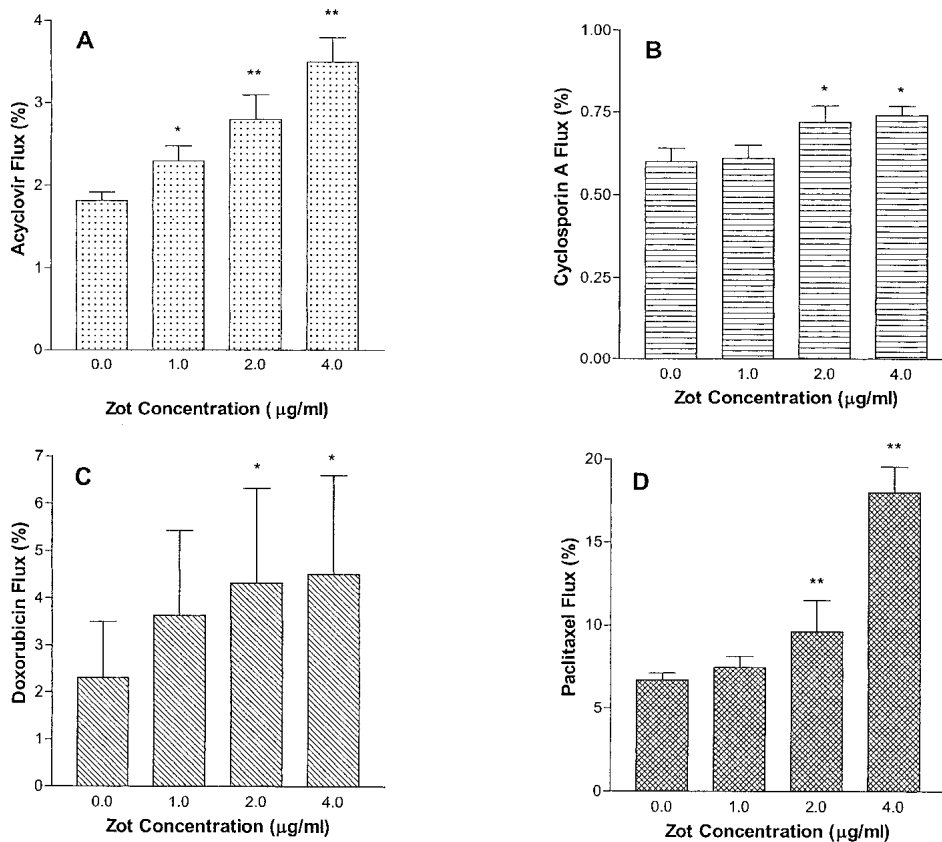 A
Acyclovir Flux (%)
4
3
2
1
0
* ** **
0.0 1.0 2.0 4.0
Zot Concentration ( μg/ml)
B
Cyclosporin A Flux (%)
1.00
0.75
0.50
0.25
0.00
* *
0.0 1.0 2.0 4.0
Zot Concentration (μg/ml)
C
Doxorubicin Flux (%)
7
6
5
4
3
2
1
0
* *
0.0 1.0 2.0 4.0
Zot Concentration (μg/ml)
D
Paclitaxel Flux (%)
20
15
10
5
0
** **
0.0 1.0 2.0 4.0
Zot Concentration (μg/ml)